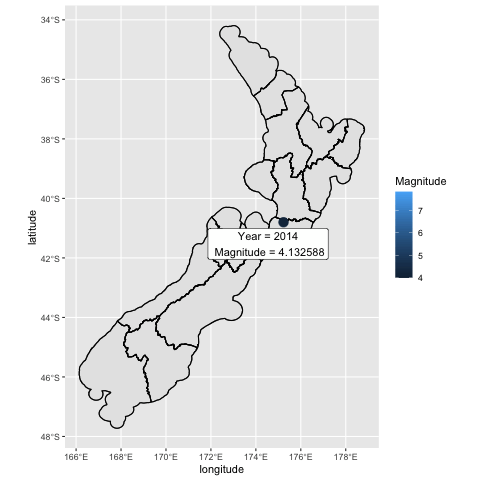 34°S
36°S
38°S
40°S
42°S
44°S
46°S
48°S
latitude
Year = 2014
Magnitude = 4.132588
166°E 168°E 170°E 172°E 174°E 176°E 178°E
longitude
Magnitude
7
6
5
4